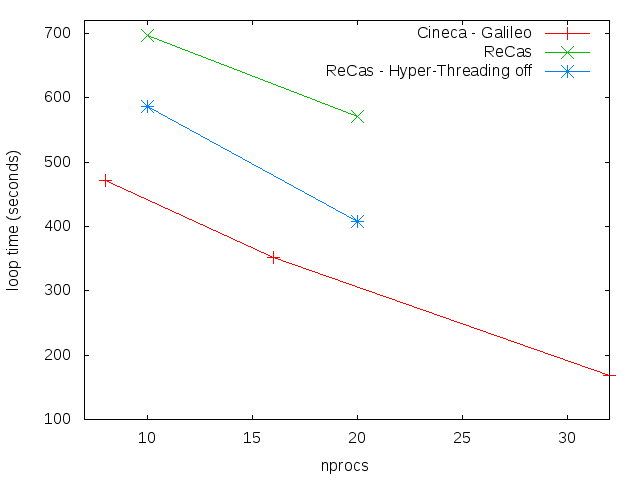 700
600
500
400
300
200
100
loop time (seconds)
Cineca - Galileo
ReCas
ReCas - Hyper-Threading off
10 15 20 25 30
nprocs